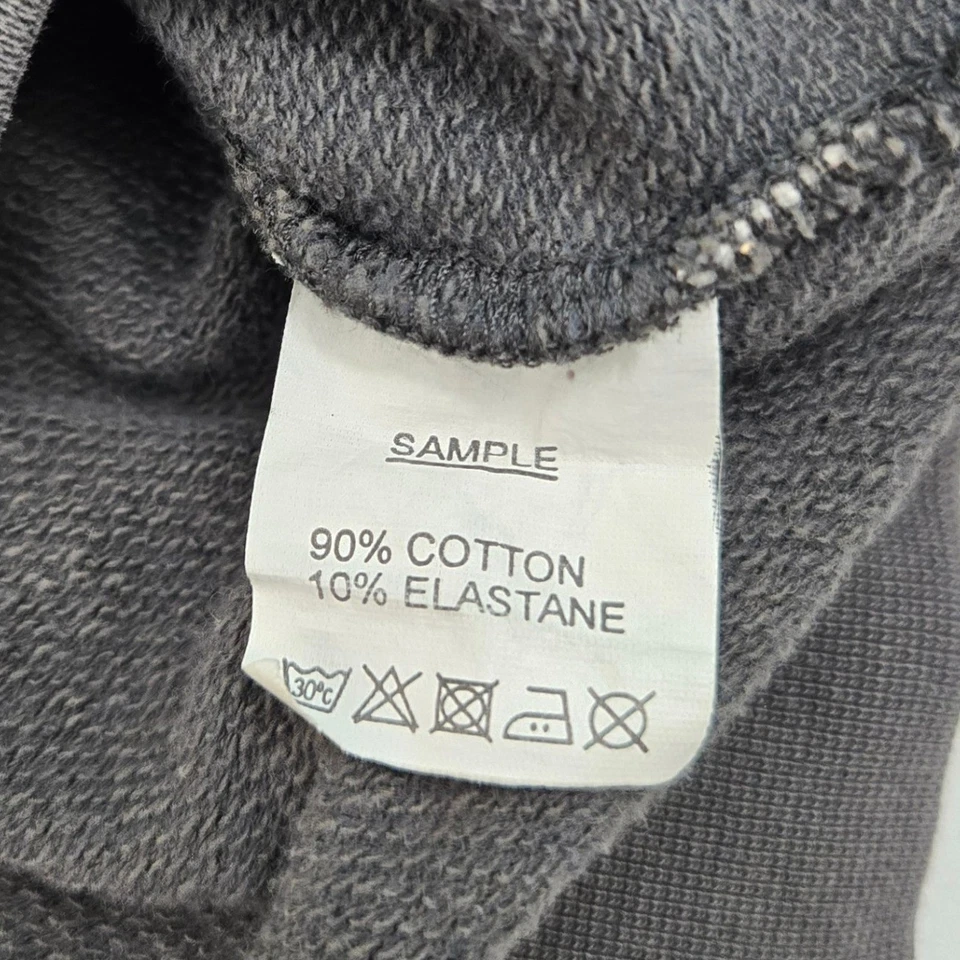 SAMPLE
90% COTTON
10% ELASTANE
30°C